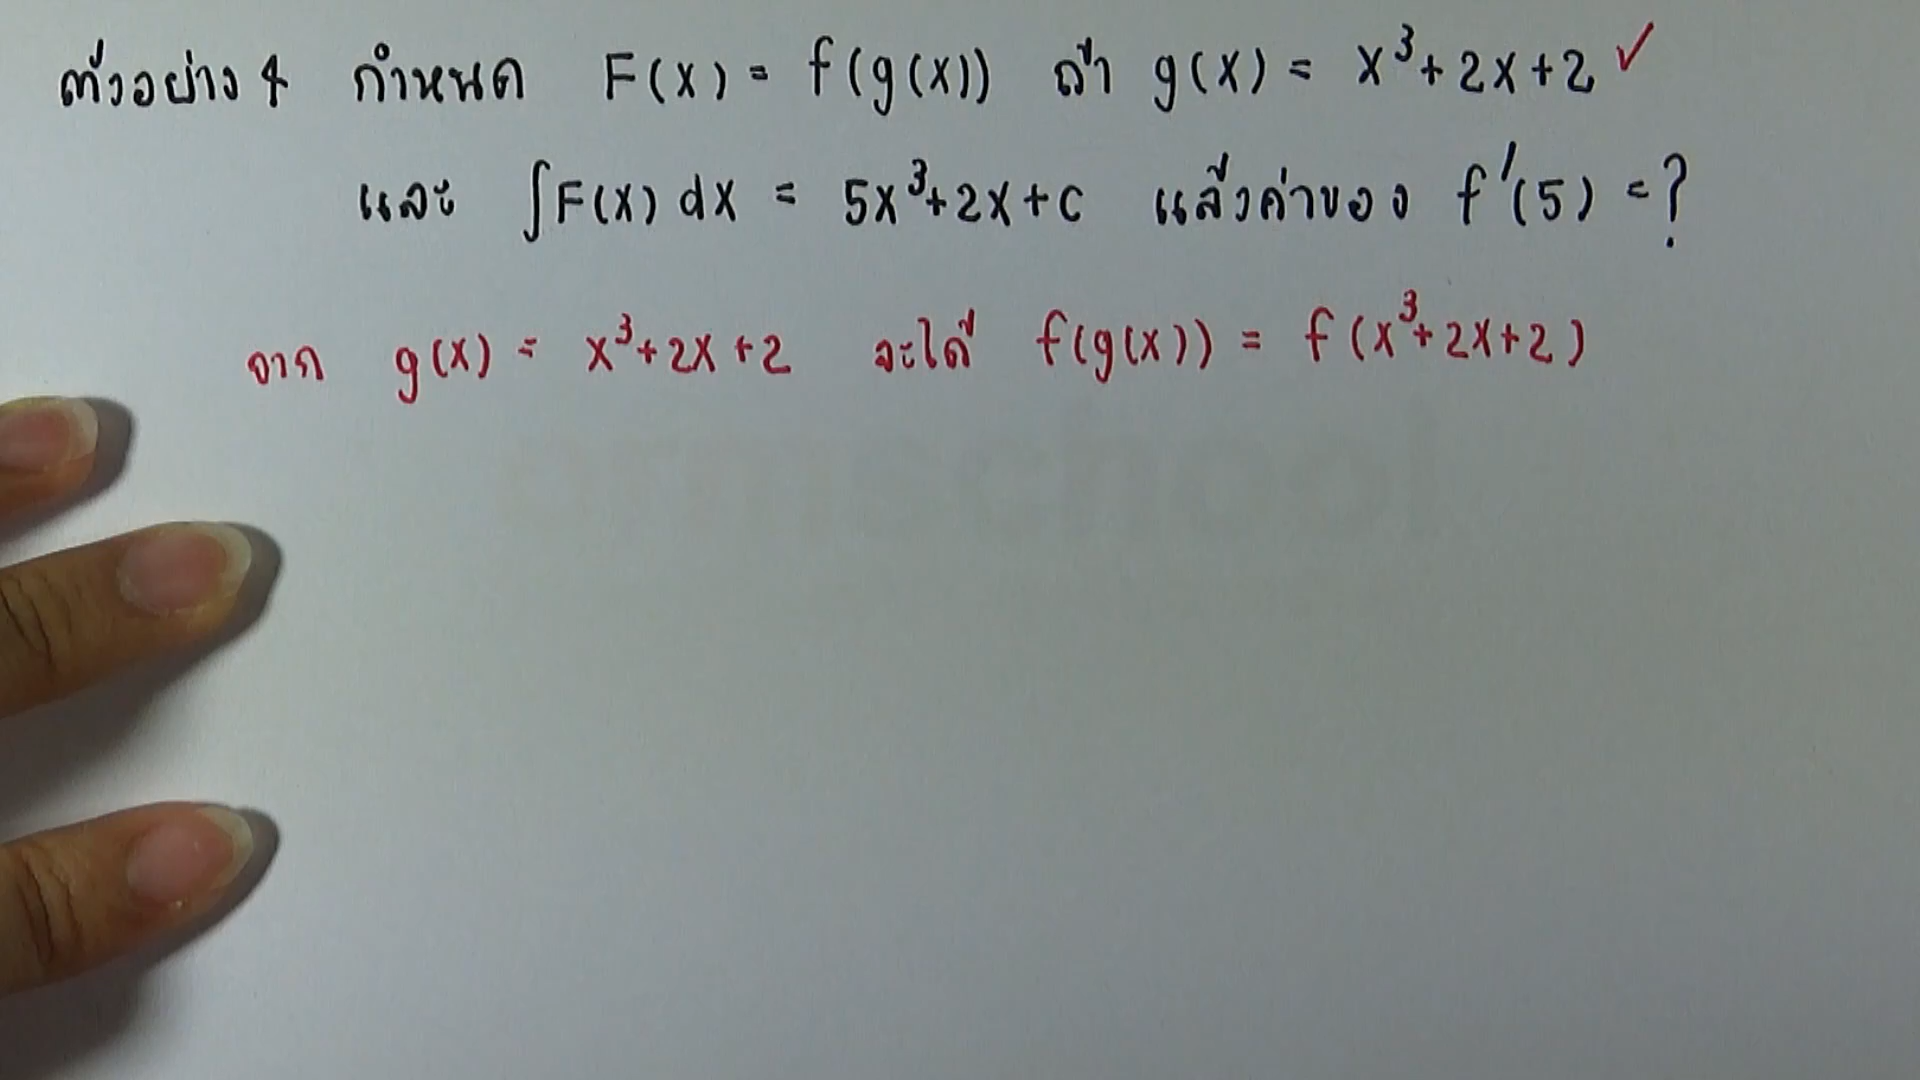 ตัวอย่าง 4 กำหนด F(x) = f(g(x)) ถ้า g(x) = x³+2x+2 ✓
และ ∫F(x) dx = 5x³+2x+c แล้วค่าของ f′(5) = ?
จาก g(x) = x³+2x+2 จะได้ f(g(x)) = f(x³+2x+2)